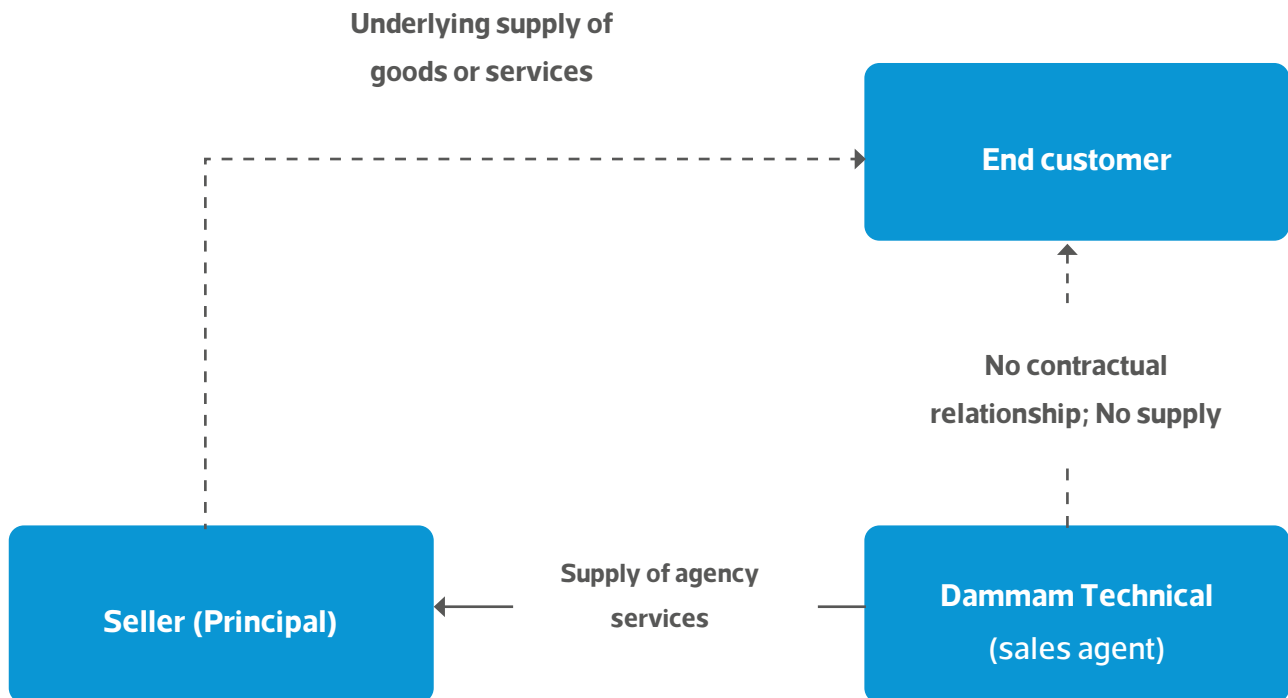 Underlying supply of
goods or services
End customer
No contractual
relationship; No supply
Supply of agency
services
Seller (Principal)
Dammam Technical
(sales agent)